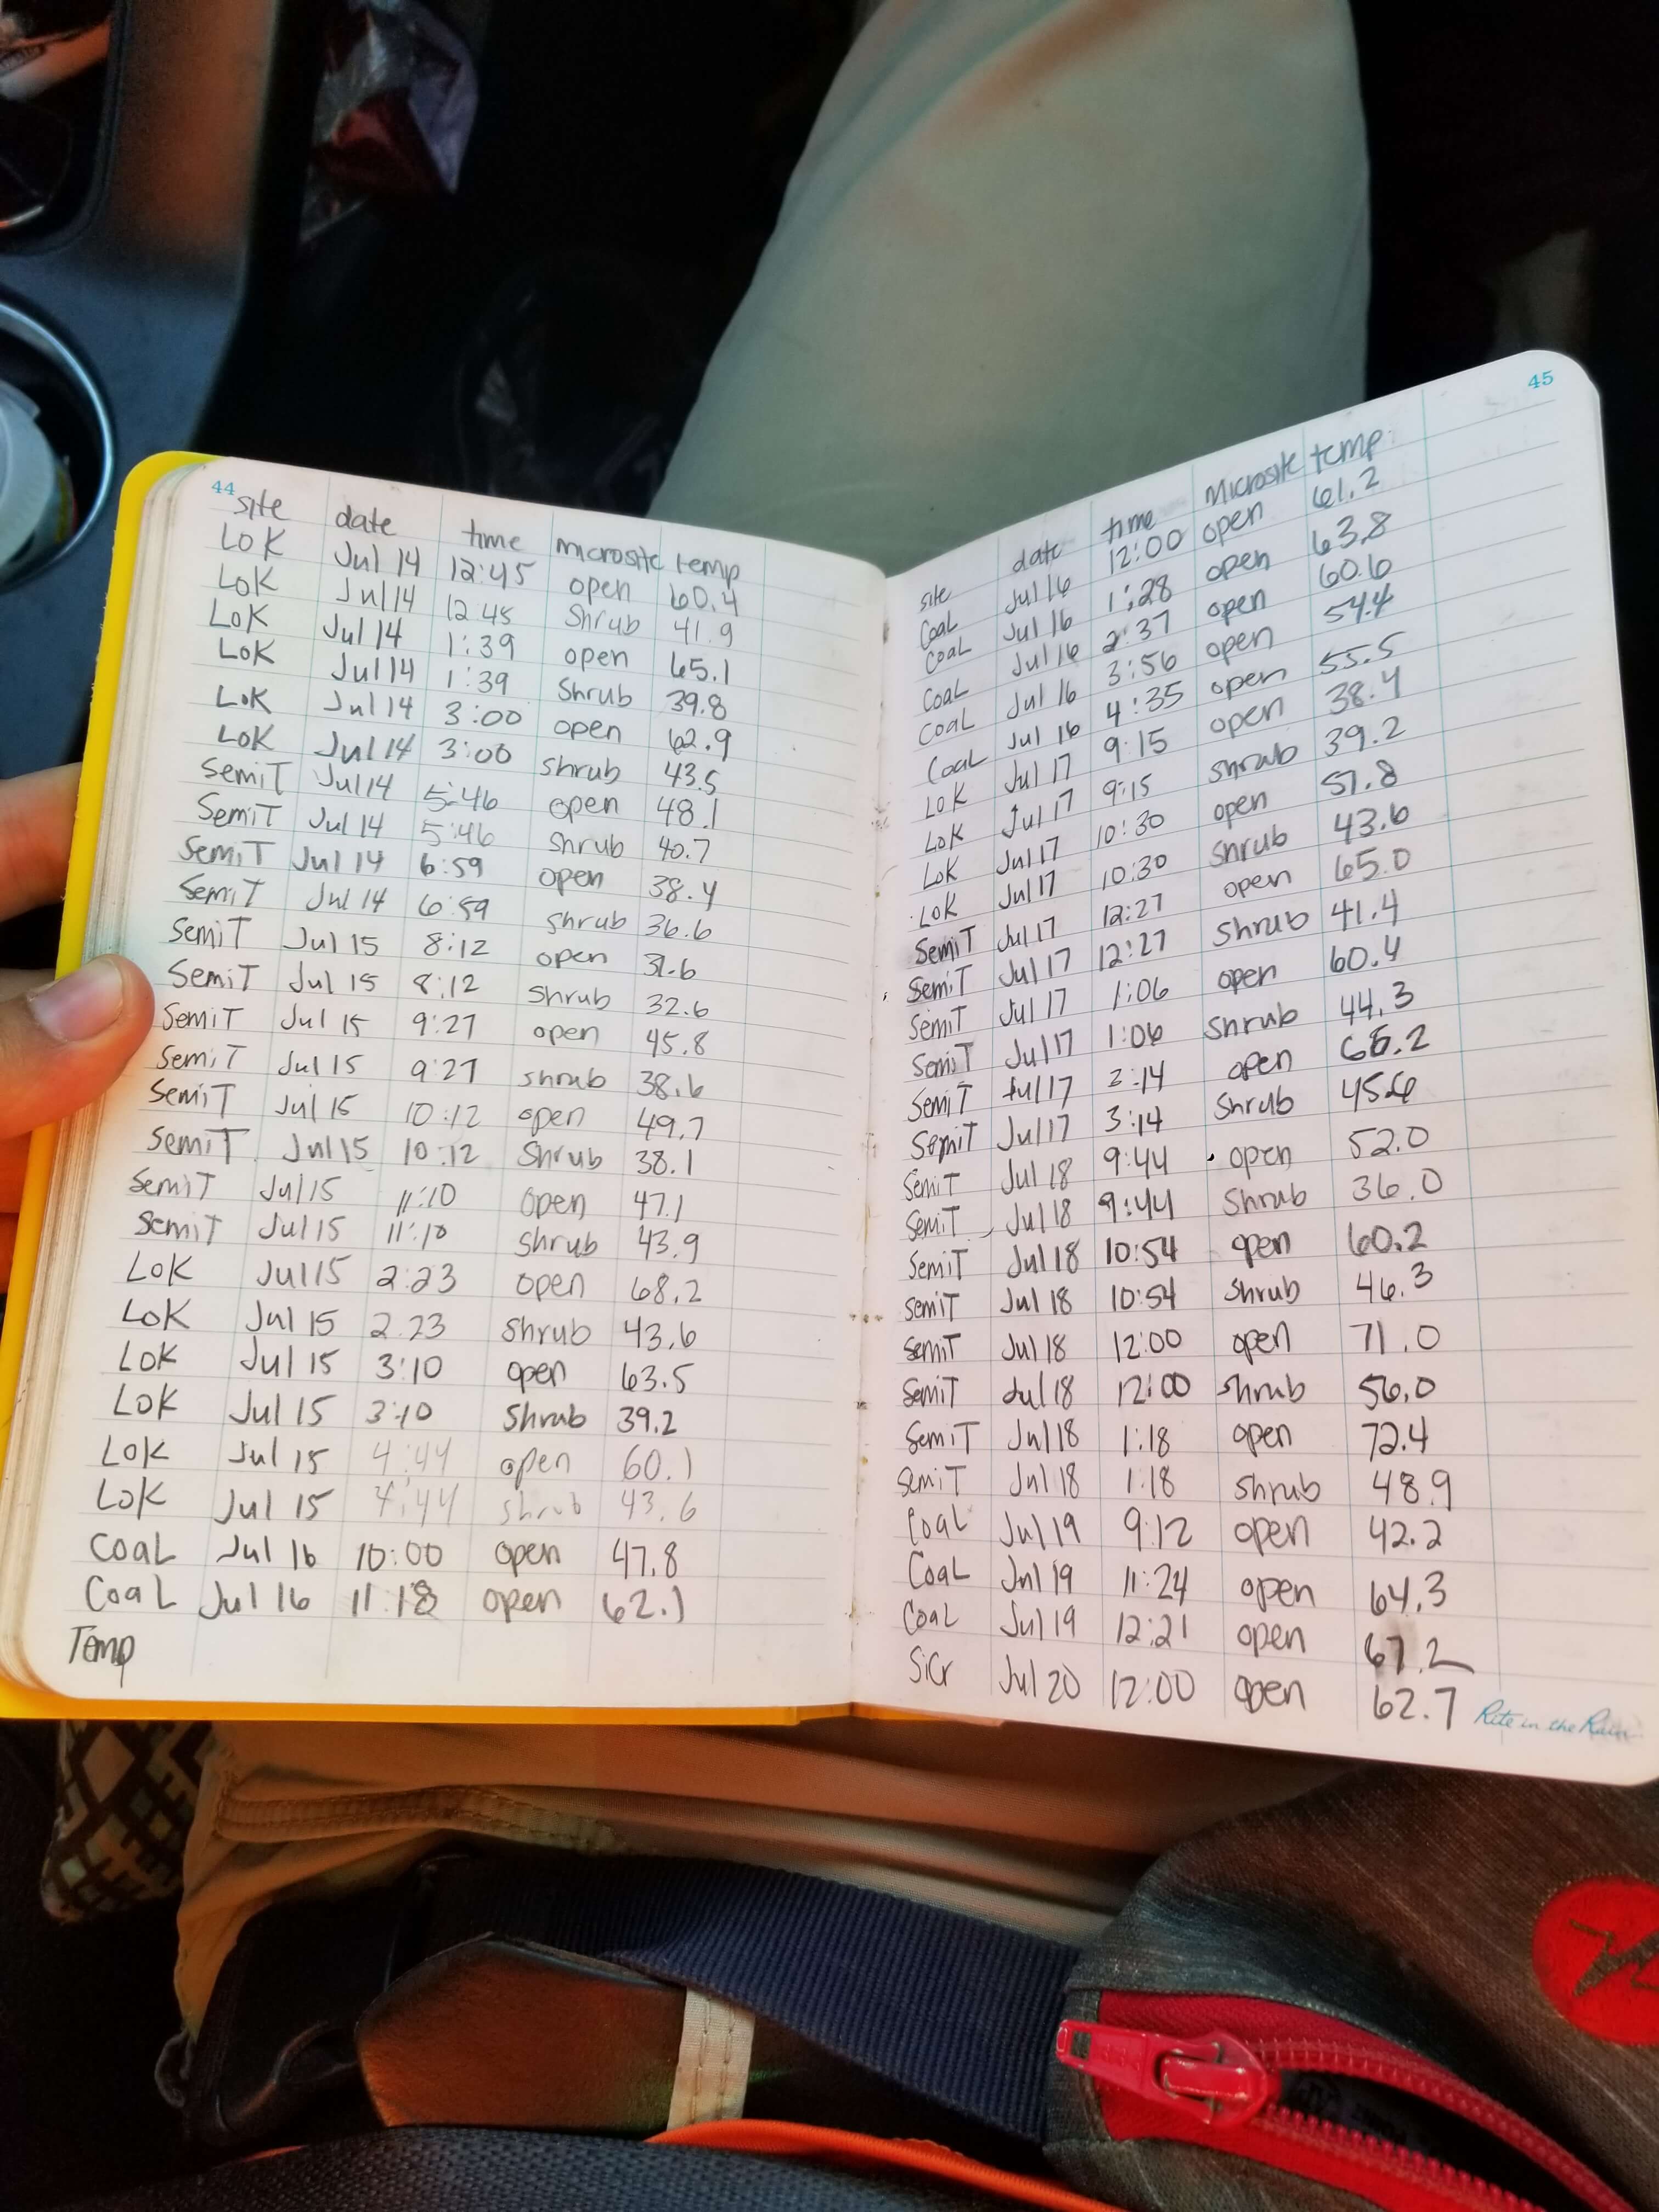 44
site date time microsite temp
LoK Jul 14 12:45 open 60.4
LoK Jul 14 12:45 Shrub 41.9
LoK Jul 14 1:39 open 65.1
LoK Jul 14 1:39 Shrub 39.8
LoK Jul 14 3:00 open 62.9
LoK Jul 14 3:00 shrub 43.5
SemiT Jul 14 5:46 open 48.1
SemiT Jul 14 5:46 shrub 40.7
SemiT Jul 14 6:59 open 38.4
SemiT Jul 14 6:59 shrub 36.6
SemiT Jul 15 8:12 open 31.6
SemiT Jul 15 8:12 shrub 32.6
SemiT Jul 15 9:27 open 45.8
SemiT Jul 15 9:27 shrub 38.6
SemiT Jul 15 10:12 open 49.7
SemiT Jul 15 10:12 Shrub 38.1
SemiT Jul 15 11:10 open 47.1
SemiT Jul 15 11:10 shrub 43.9
LoK Jul 15 2:23 open 68.2
LoK Jul 15 2:23 shrub 43.6
LoK Jul 15 3:10 open 63.5
LoK Jul 15 3:10 Shrub 39.2
LoK Jul 15 4:44 open 60.1
LoK Jul 15 4:44 shrub 43.6
CoaL Jul 16 10:00 open 47.8
CoaL Jul 16 11:18 open 62.1
Temp
45
site date time Microsite temp
CoaL Jul 16 12:00 open 61.2
CoaL Jul 16 1:28 open 63.8
CoaL Jul 16 2:37 open 60.6
CoaL Jul 16 3:56 open 54.4
CoaL Jul 16 4:35 open 55.5
LoK Jul 17 9:15 open 38.4
LoK Jul 17 9:15 shrub 39.2
LoK Jul 17 10:30 open 57.8
LoK Jul 17 10:30 shrub 43.6
SemiT Jul 17 12:27 open 65.0
SemiT Jul 17 12:27 shrub 41.4
SemiT Jul 17 1:06 open 60.4
SemiT Jul 17 1:06 shrub 44.3
SemiT Jul 17 2:14 open
SemiT Jul 17 3:14 Shrub
SemiT Jul 18 9:44 open 52.0
SemiT Jul 18 9:44 Shrub 36.0
SemiT Jul 18 10:54 open 60.2
SemiT Jul 18 10:54 Shrub 46.3
SemiT Jul 18 12:00 open 71.0
SemiT Jul 18 12:00 shrub 56.0
SemiT Jul 18 1:18 open 72.4
SemiT Jul 18 1:18 shrub 48.9
CoaL Jul 19 9:12 open 42.2
CoaL Jul 19 11:24 open 64.3
CoaL Jul 19 12:21 open 67.2
SiCr Jul 20 12:00 open 62.7
Rite in the Rain